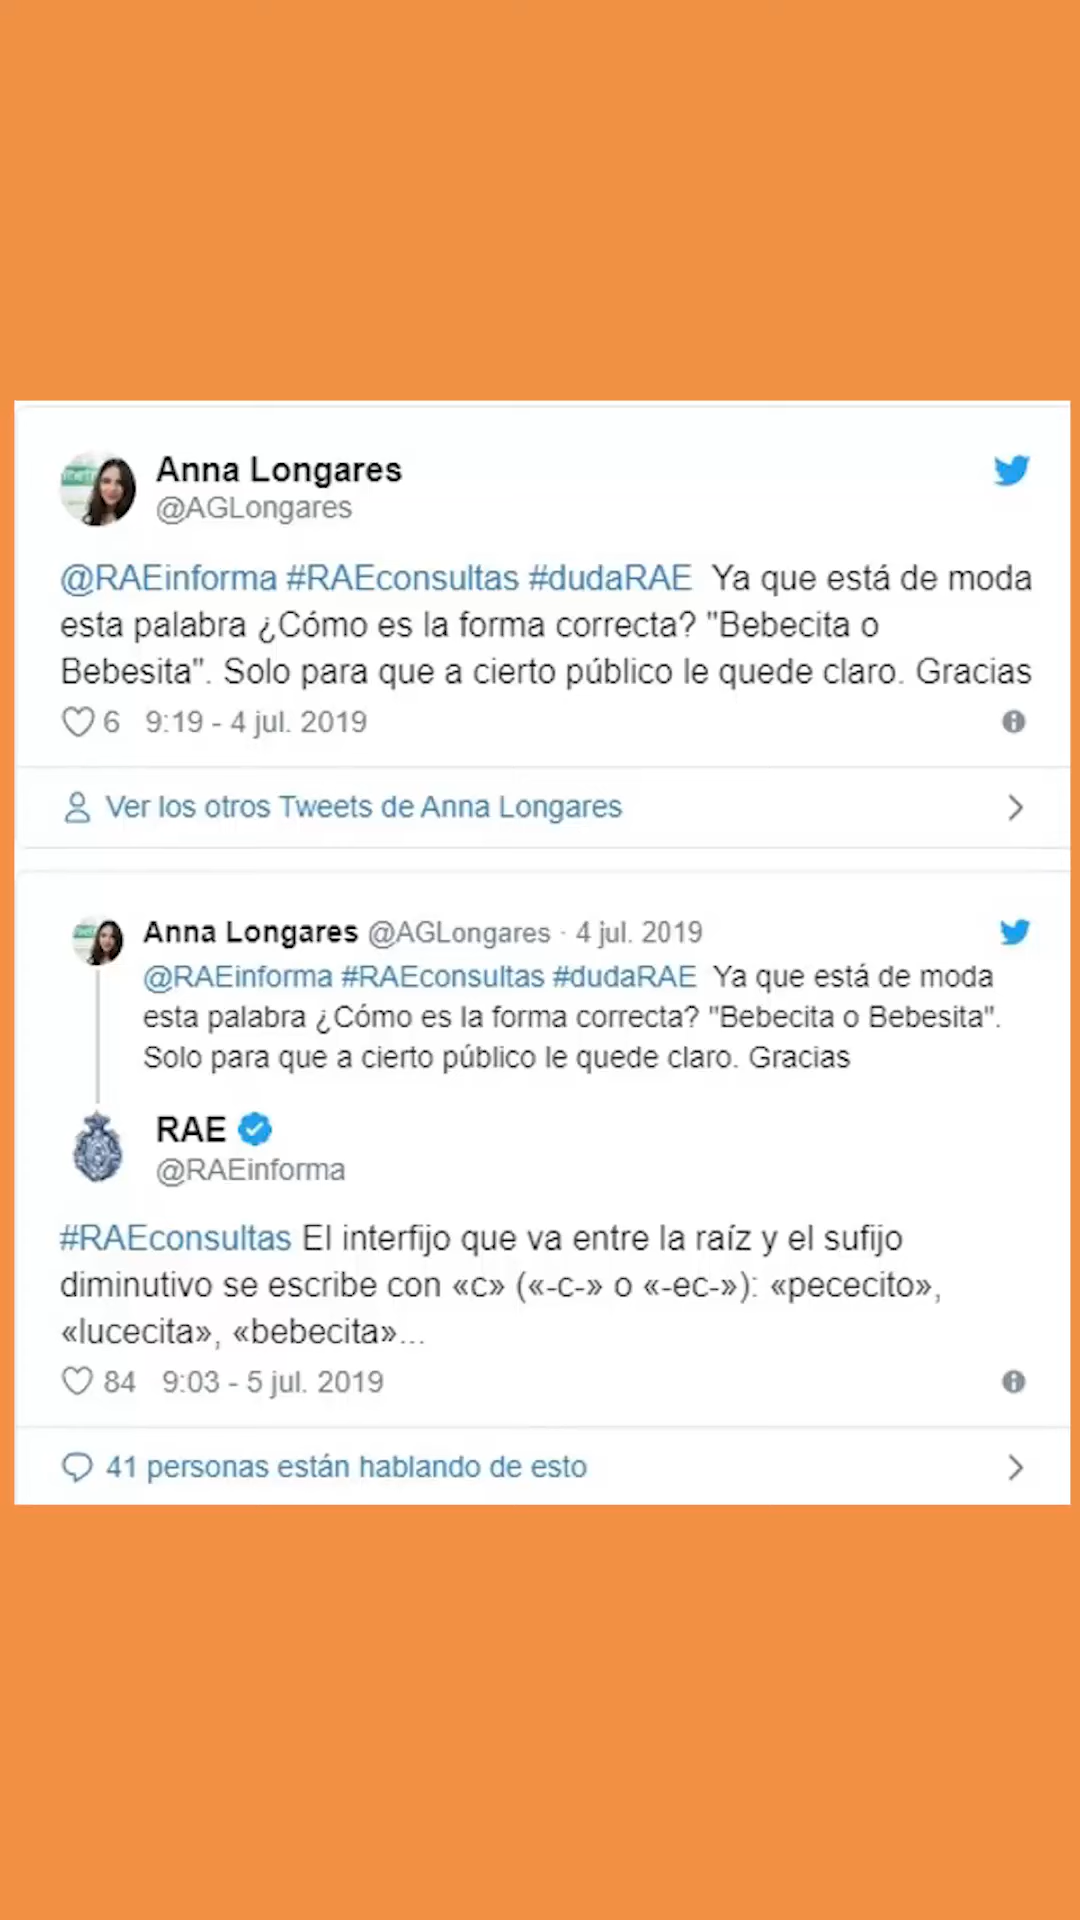 Anna Longares
@AGLongares
@RAEinforma #RAEconsultas #dudaRAE Ya que está de moda
esta palabra ¿Cómo es la forma correcta? "Bebecita o
Bebesita". Solo para que a cierto público le quede claro. Gracias
6 9:19 - 4 jul. 2019
Ver los otros Tweets de Anna Longares
Anna Longares @AGLongares · 4 jul. 2019
@RAEinforma #RAEconsultas #dudaRAE Ya que está de moda
esta palabra ¿Cómo es la forma correcta? "Bebecita o Bebesita".
Solo para que a cierto público le quede claro. Gracias
RAE
@RAEinforma
#RAEconsultas El interfijo que va entre la raíz y el sufijo
diminutivo se escribe con «c» («-c-» o «-ec-»): «pececito»,
«lucecita», «bebecita»...
84 9:03 - 5 jul. 2019
41 personas están hablando de esto